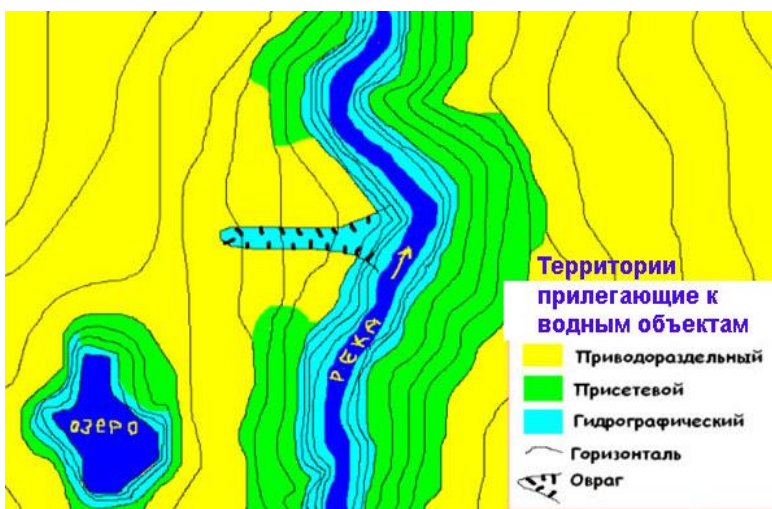 ОЗЕРО
РЕКА
Территории
прилегающие к
водным объектам
Приводораздельный
Присетевой
Гидрографический
Горизонталь
Овраг